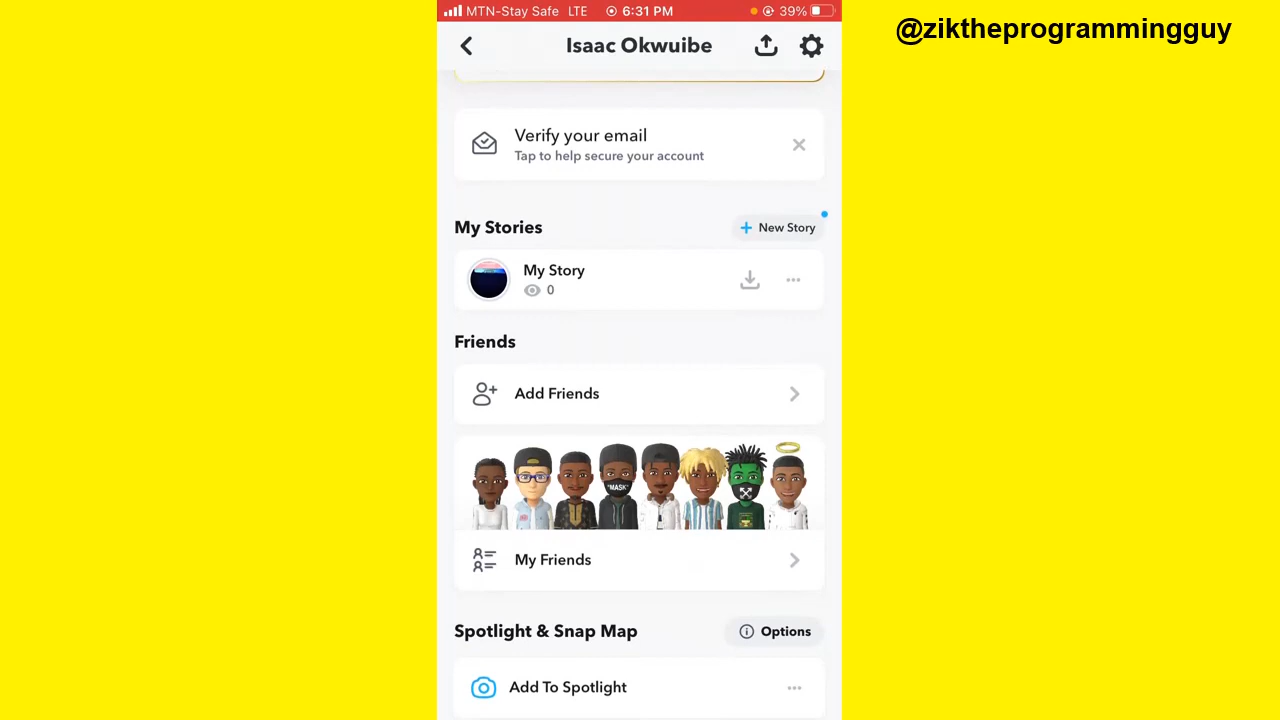 MTN-Stay Safe LTE 6:31 PM 39%
@ziktheprogrammingguy
Isaac Okwuibe
Verify your email
Tap to help secure your account
My Stories
+ New Story
My Story
0
Friends
Add Friends
"MASK"
My Friends
Spotlight & Snap Map
Options
Add To Spotlight